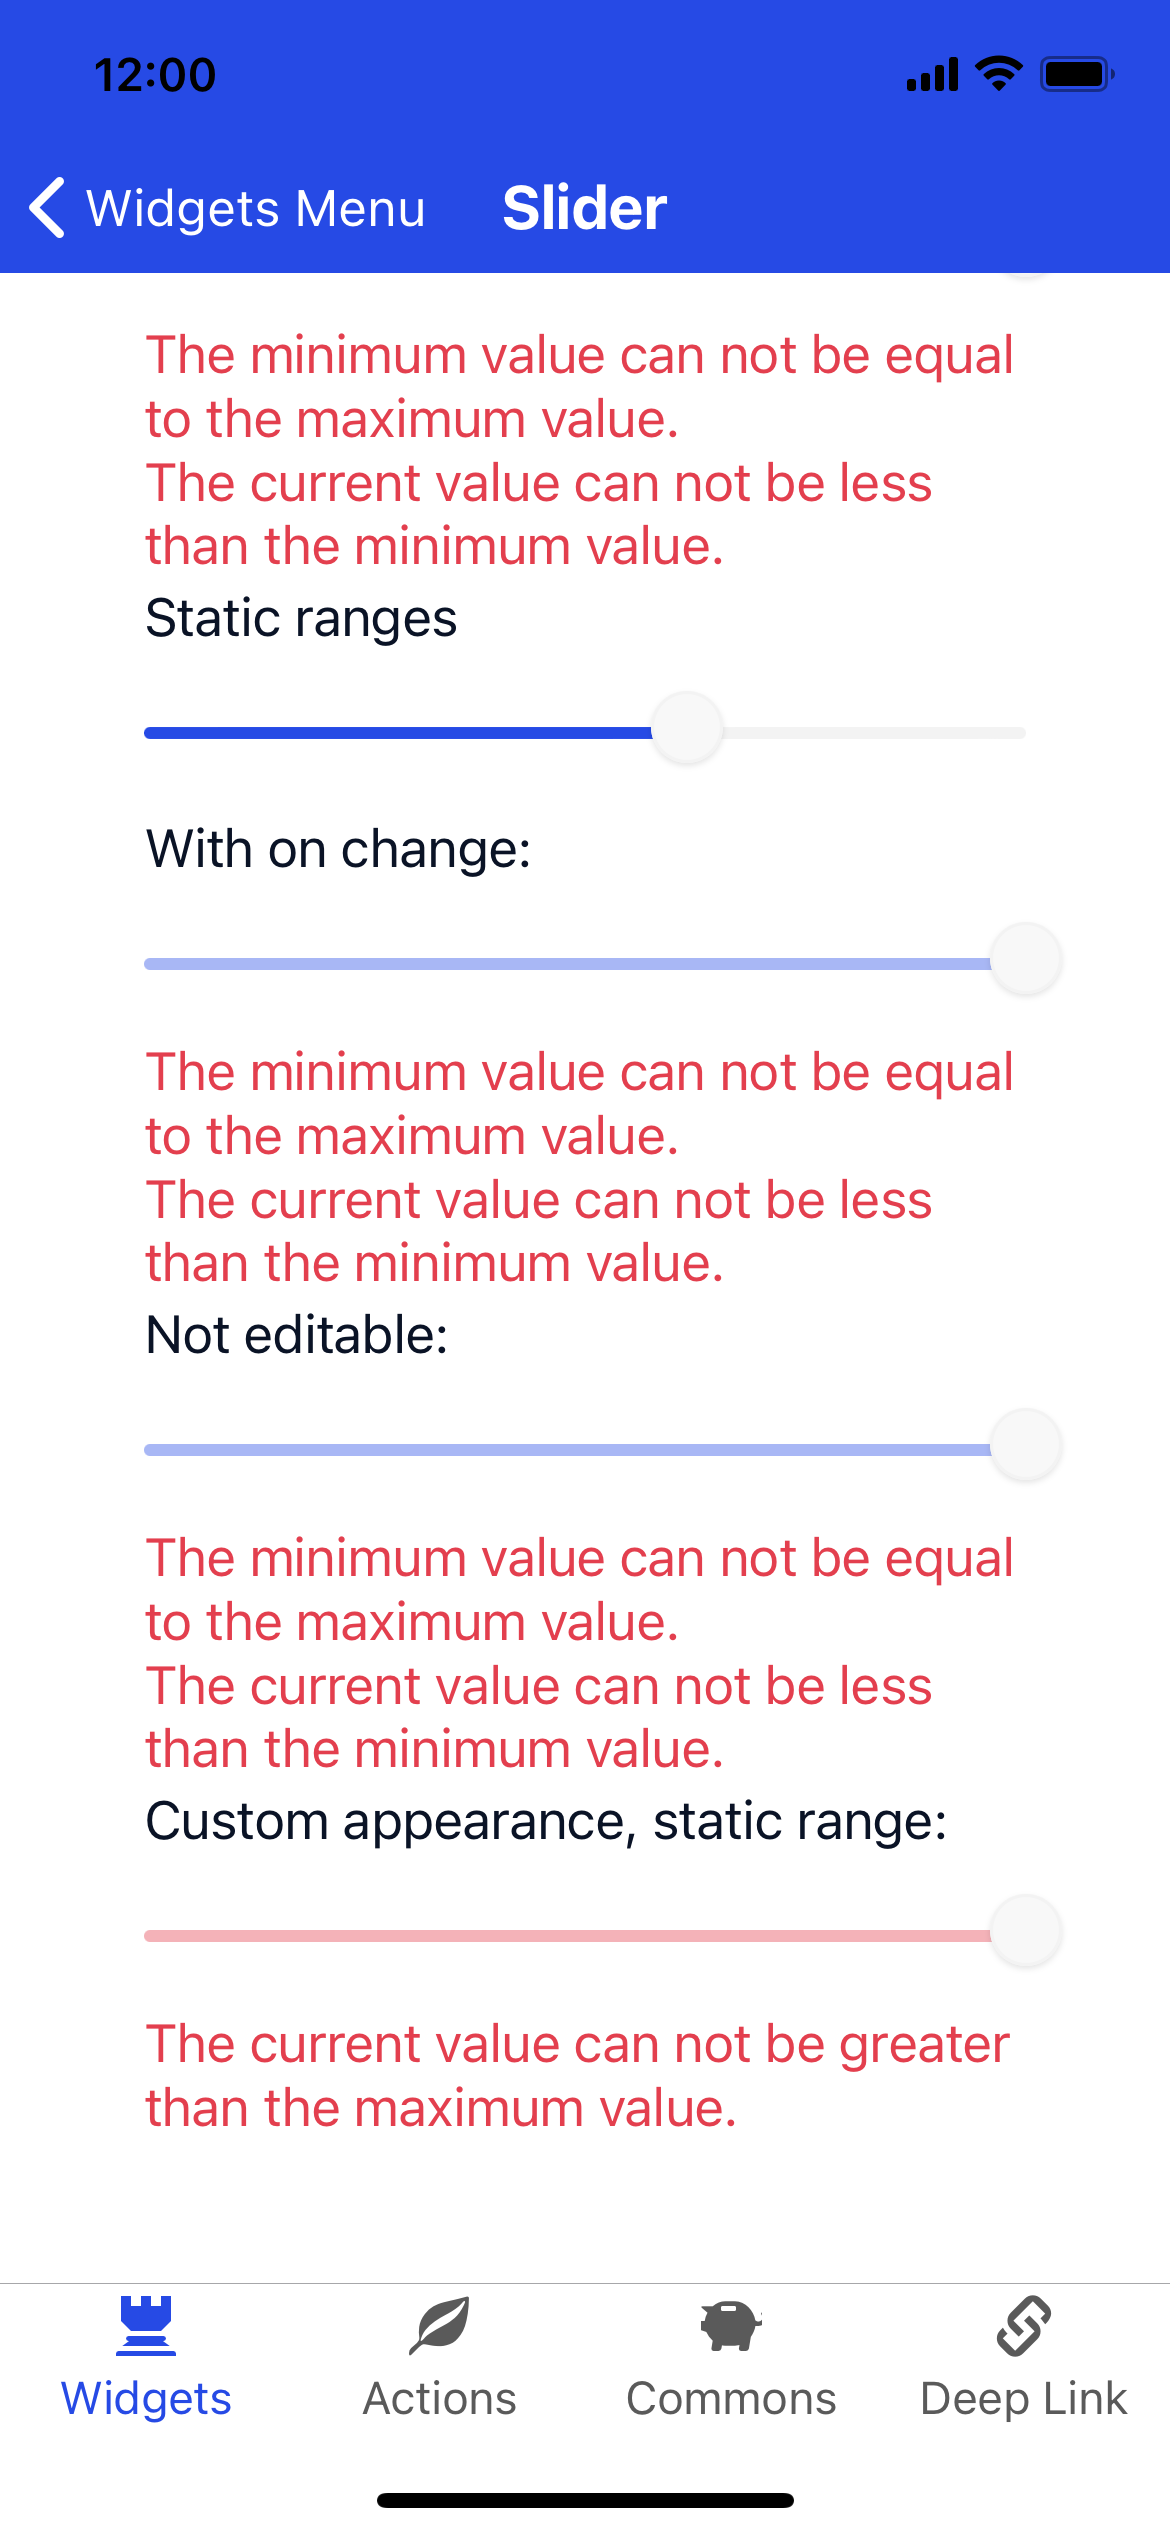 12:00
Widgets Menu
Slider
The minimum value can not be equal
to the maximum value.
The current value can not be less
than the minimum value.
Static ranges
With on change:
The minimum value can not be equal
to the maximum value.
The current value can not be less
than the minimum value.
Not editable:
The minimum value can not be equal
to the maximum value.
The current value can not be less
than the minimum value.
Custom appearance, static range:
The current value can not be greater
than the maximum value.
Widgets
Actions
Commons
Deep Link